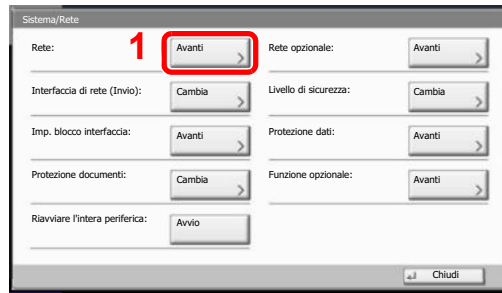 Sistema/Rete
Rete: 1 Avanti Rete opzionale: Avanti
Interfaccia di rete (Invio): Cambia Livello di sicurezza: Cambia
Imp. blocco interfaccia: Avanti Protezione dati: Avanti
Protezione documenti: Cambia Funzione opzionale: Avanti
Riavviare l'intera periferica: Avvio
Chiudi